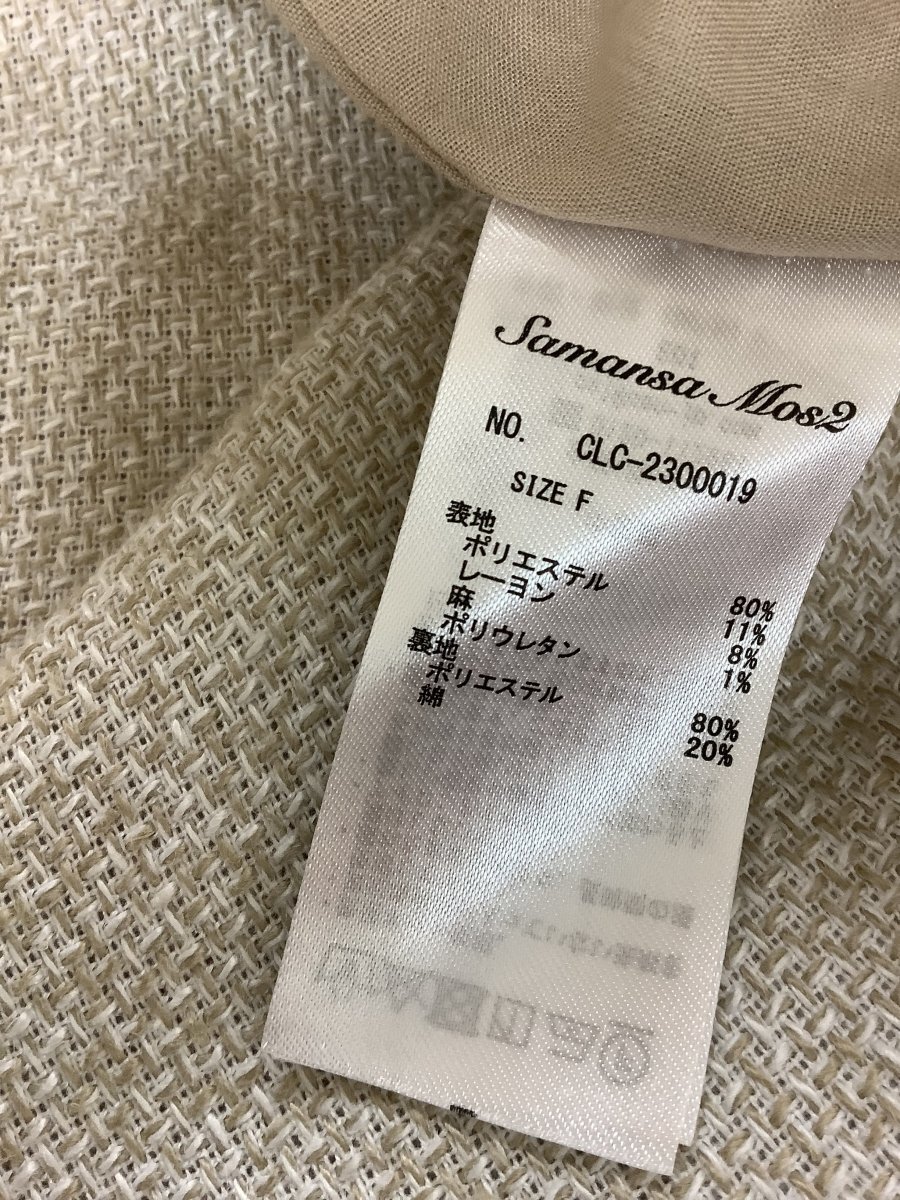 Samansa Mos2
NO. CLC-2300019
SIZE F
表地
ポリエステル 80%
レーヨン 11%
麻 8%
ポリウレタン 1%
裏地
ポリエステル 80%
綿 20%